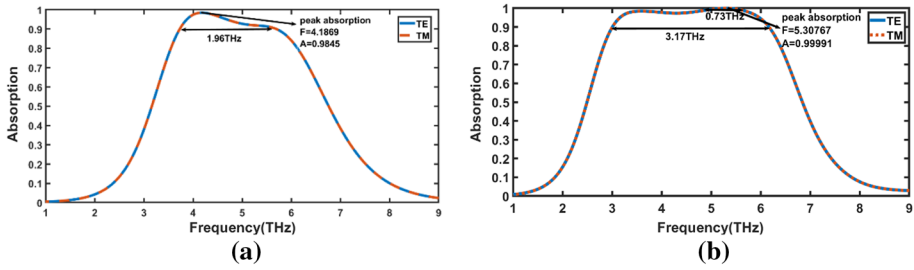 1
0.9
0.8
0.7
0.6
0.5
0.4
0.3
0.2
0.1
0
Absorption
1 2 3 4 5 6 7 8 9
Frequency(THz)
1.96THz
peak absorption
F=4.1869
A=0.9845
TE
TM
(a)
1
0.9
0.8
0.7
0.6
0.5
0.4
0.3
0.2
0.1
0
Absorption
1 2 3 4 5 6 7 8 9
Frequency(THz)
0.73THz
3.17THz
peak absorption
F=5.30767
A=0.99991
TE
TM
(b)